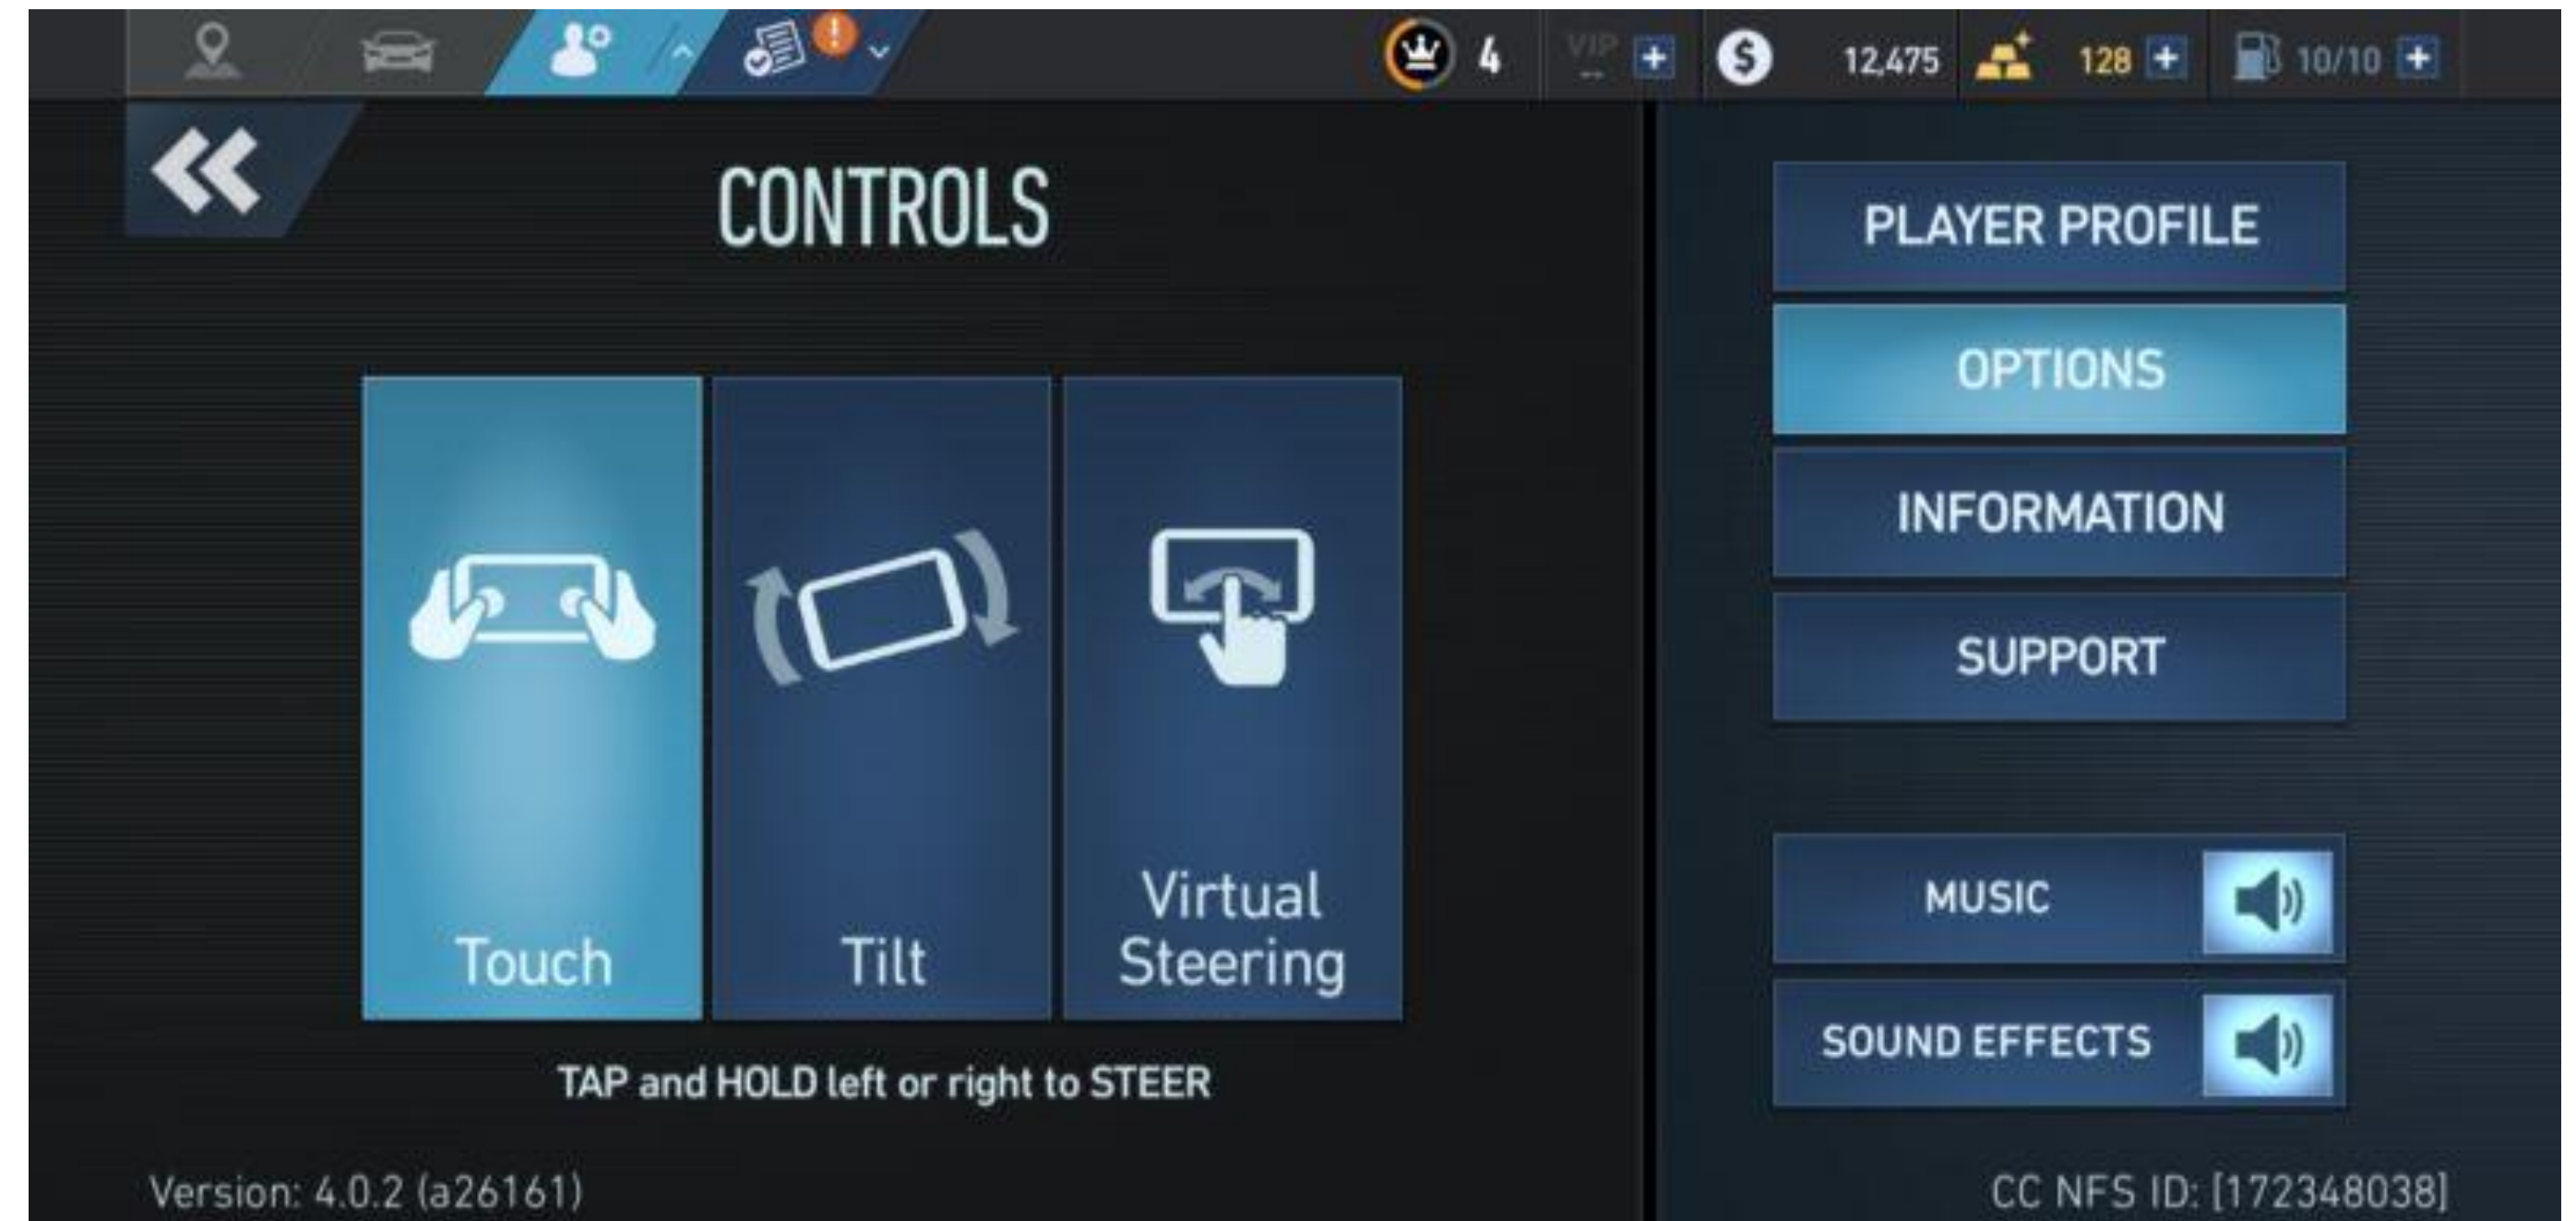 4
VIP
12,475
128
10/10
CONTROLS
Touch
Tilt
Virtual
Steering
TAP and HOLD left or right to STEER
Version: 4.0.2 (a26161)
PLAYER PROFILE
OPTIONS
INFORMATION
SUPPORT
MUSIC
SOUND EFFECTS
CC NFS ID: [172348038]